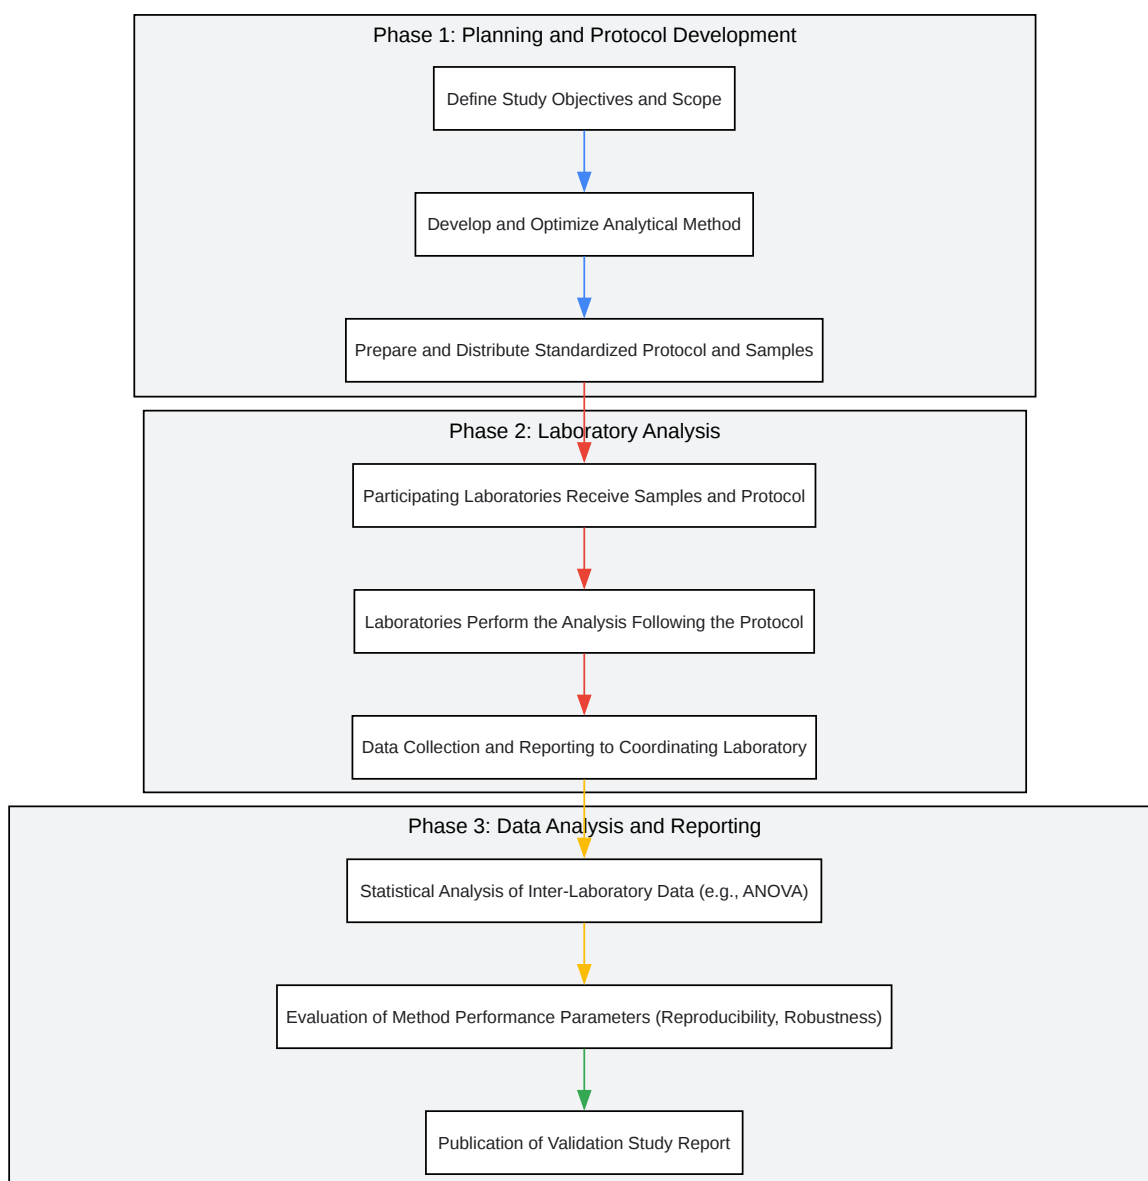 Phase 1: Planning and Protocol Development
Define Study Objectives and Scope
Develop and Optimize Analytical Method
Prepare and Distribute Standardized Protocol and Samples
Phase 2: Laboratory Analysis
Participating Laboratories Receive Samples and Protocol
Laboratories Perform the Analysis Following the Protocol
Data Collection and Reporting to Coordinating Laboratory
Phase 3: Data Analysis and Reporting
Statistical Analysis of Inter-Laboratory Data (e.g., ANOVA)
Evaluation of Method Performance Parameters (Reproducibility, Robustness)
Publication of Validation Study Report